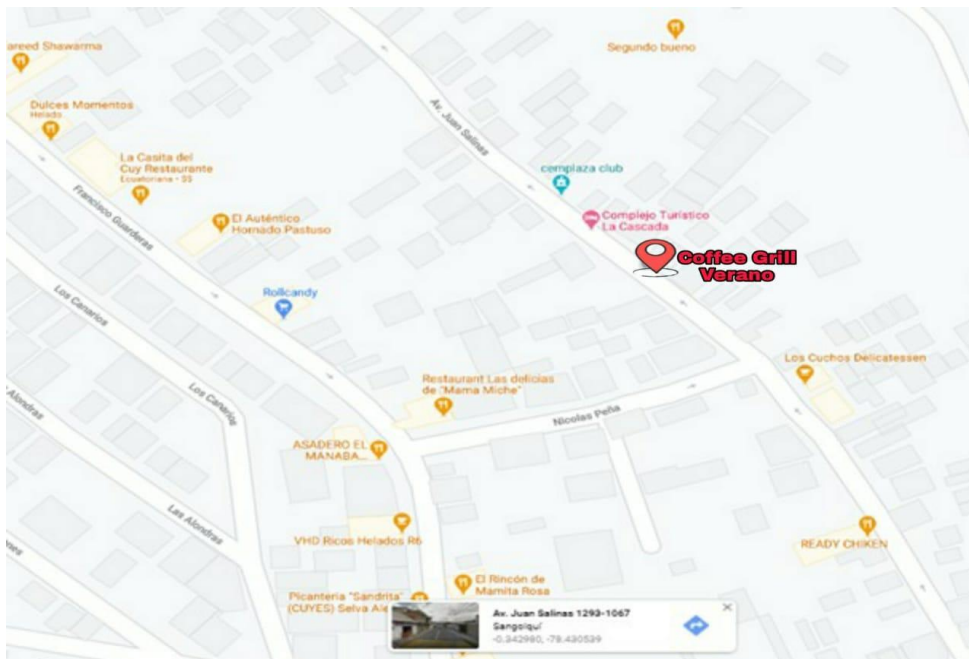 areed Shawarma
Segundo bueno
Dulces Momentos
Helado
Av. Juan Salinas
La Casita del
Cuy Restaurante
Ecuatoriana - $$
cemplaza club
Francisco Guarderas
El Auténtico
Hornado Pastuso
Complejo Turístico
La Cascada
Coffee Grill
Verano
Rollcandy
Los Canarios
Los Cuchos Delicatessen
Restaurant Las delicias
de "Mama Miche"
Los Canarios
Alondras
Nicolas Peña
ASADERO EL
MANABA...
Las Alondras
VHD Ricos Helados R6
READY CHIKEN
ones
El Rincón de
Mamita Rosa
Picanteria "Sandrita"
(CUYES) Selva Ale
Av. Juan Salinas 1293-1067
Sangolquí
-0.342980, -78.430539